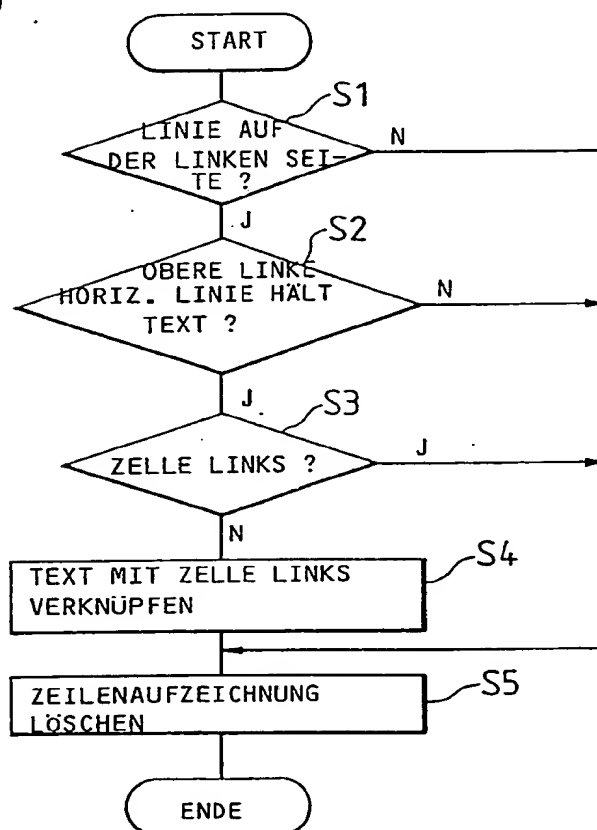 START
S1
LINIE AUF
DER LINKEN SEI-
TE ?
N
J
S2
OBERE LINKE
HORIZ. LINIE HÄLT
TEXT ?
N
J
S3
ZELLE LINKS ?
J
N
S4
TEXT MIT ZELLE LINKS
VERKNÜPFEN
S5
ZEILENAUFZEICHNUNG
LÖSCHEN
ENDE